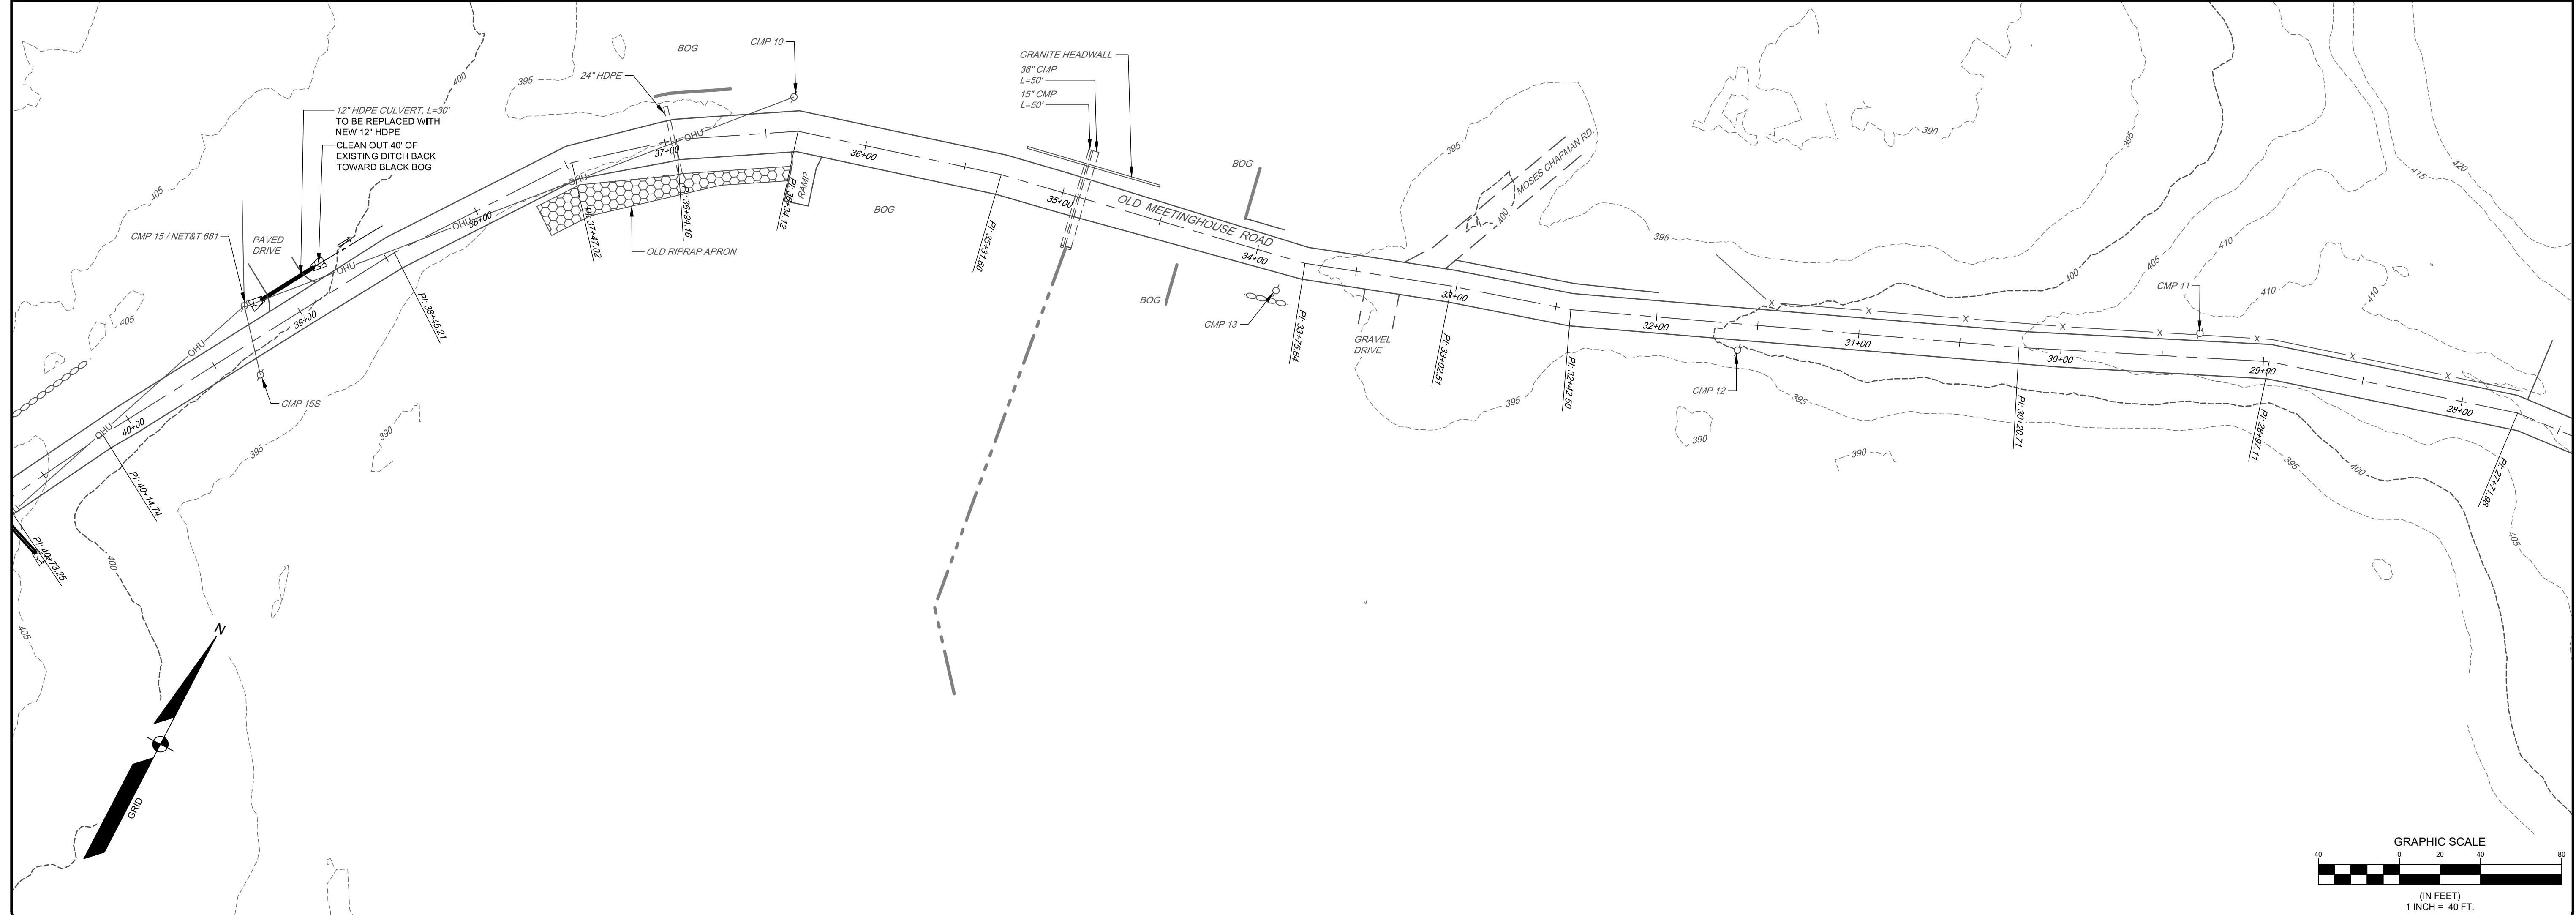 BOG
CMP 10
24" HDPE
GRANITE HEADWALL
36" CMP
L=50'
15" CMP
L=50'
12" HDPE CULVERT, L=30'
TO BE REPLACED WITH
NEW 12" HDPE
CLEAN OUT 40' OF
EXISTING DITCH BACK
TOWARD BLACK BOG
400
395
405
OHU
37+00
36+00
RAMP
BOG
PI: 36+34.12
PI: 36+94.16
PI: 37+47.02
OLD RIPRAP APRON
OHU
OHU
38+00
OHU
CMP 15 / NET&T 681
PAVED
DRIVE
PI: 38+45.21
39+00
OHU
405
CMP 15S
OHU
40+00
PI: 40+14.74
PI: 40+73.25
390
395
400
405
35+00
PI: 35+31.66
OLD MEETINGHOUSE ROAD
BOG
BOG
34+00
CMP 13
PI: 33+75.64
395
MOSES CHAPMAN RD.
400
395
33+00
GRAVEL
DRIVE
PI: 33+02.51
PI: 32+42.50
395
32+00
X
X
X
X
X
X
X
X
31+00
CMP 12
395
390
390
30+00
PI: 30+20.71
CMP 11
29+00
PI: 28+97.11
28+00
PI: 27+71.98
390
395
400
405
410
410
410
415
420
395
400
405
N
GRID
GRAPHIC SCALE
40 0 20 40 80
(IN FEET)
1 INCH = 40 FT.